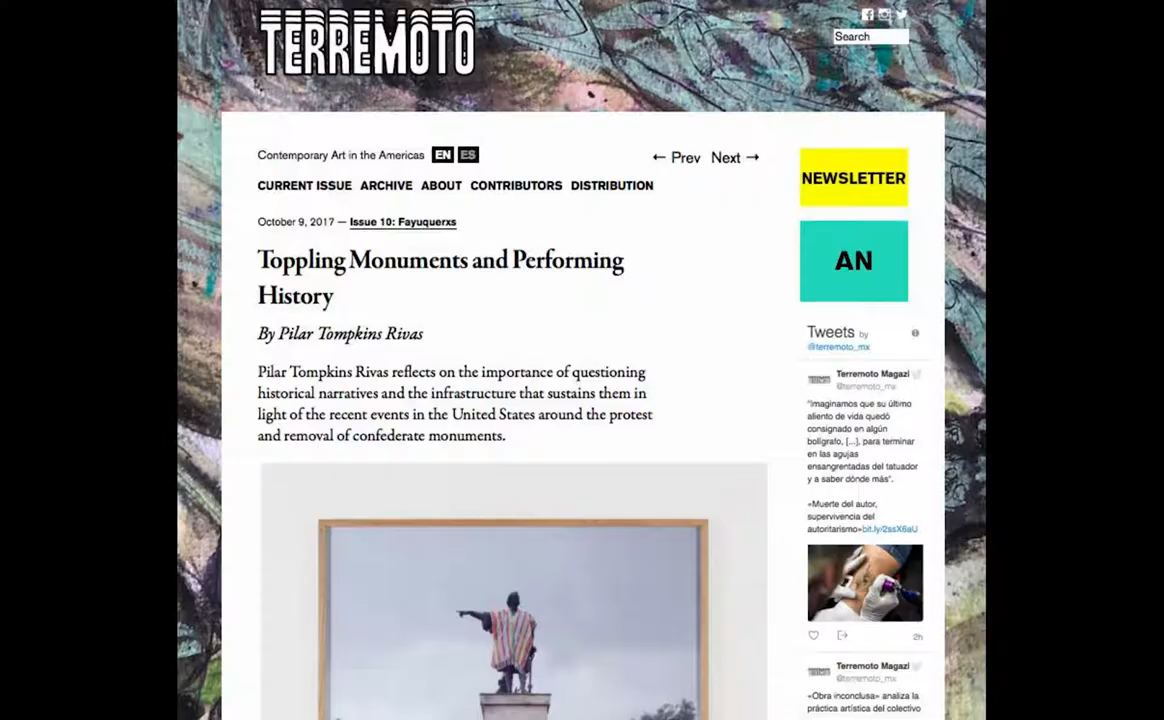 TERREMOTO
Search
Contemporary Art in the Americas EN ES
← Prev Next →
CURRENT ISSUE ARCHIVE ABOUT CONTRIBUTORS DISTRIBUTION
October 9, 2017 — Issue 10: Fayuquerxs
Toppling Monuments and Performing
History
By Pilar Tompkins Rivas
Pilar Tompkins Rivas reflects on the importance of questioning
historical narratives and the infrastructure that sustains them in
light of the recent events in the United States around the protest
and removal of confederate monuments.
NEWSLETTER
AN
Tweets by
@terremoto_mx
Terremoto Magazi
@terremoto_mx
"Imaginamos que su último
aliento de vida quedó
consignado en algún
bolígrafo, [...], para terminar
en las agujas
ensangrentadas del tatuador
y a saber dónde más".
«Muerte del autor,
supervivencia del
autoritarismo»bit.ly/2ssX6aU
2h
Terremoto Magazi
@terremoto_mx
«Obra inconclusa» analiza la
práctica artística del colectivo